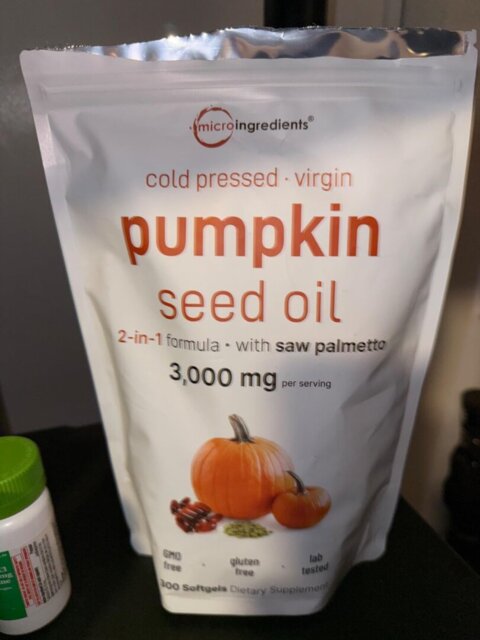 microingredients®
cold pressed · virgin
pumpkin
seed oil
2-in-1 formula · with saw palmetto
3,000 mg per serving
GMO free · gluten free · lab tested
300 Softgels Dietary Supplement